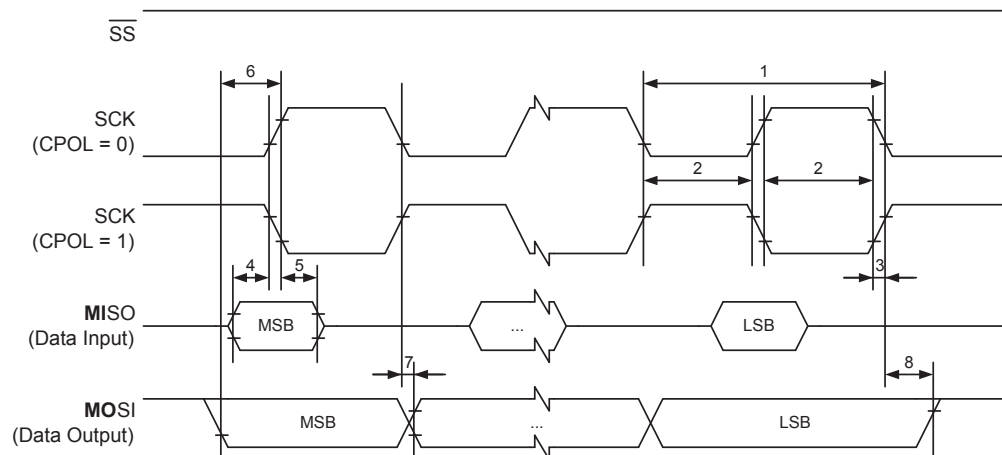 SS
6
1
SCK
(CPOL = 0)
2
2
SCK
(CPOL = 1)
4
5
3
MISO
(Data Input)
MSB
...
LSB
7
8
MOSI
(Data Output)
MSB
...
LSB